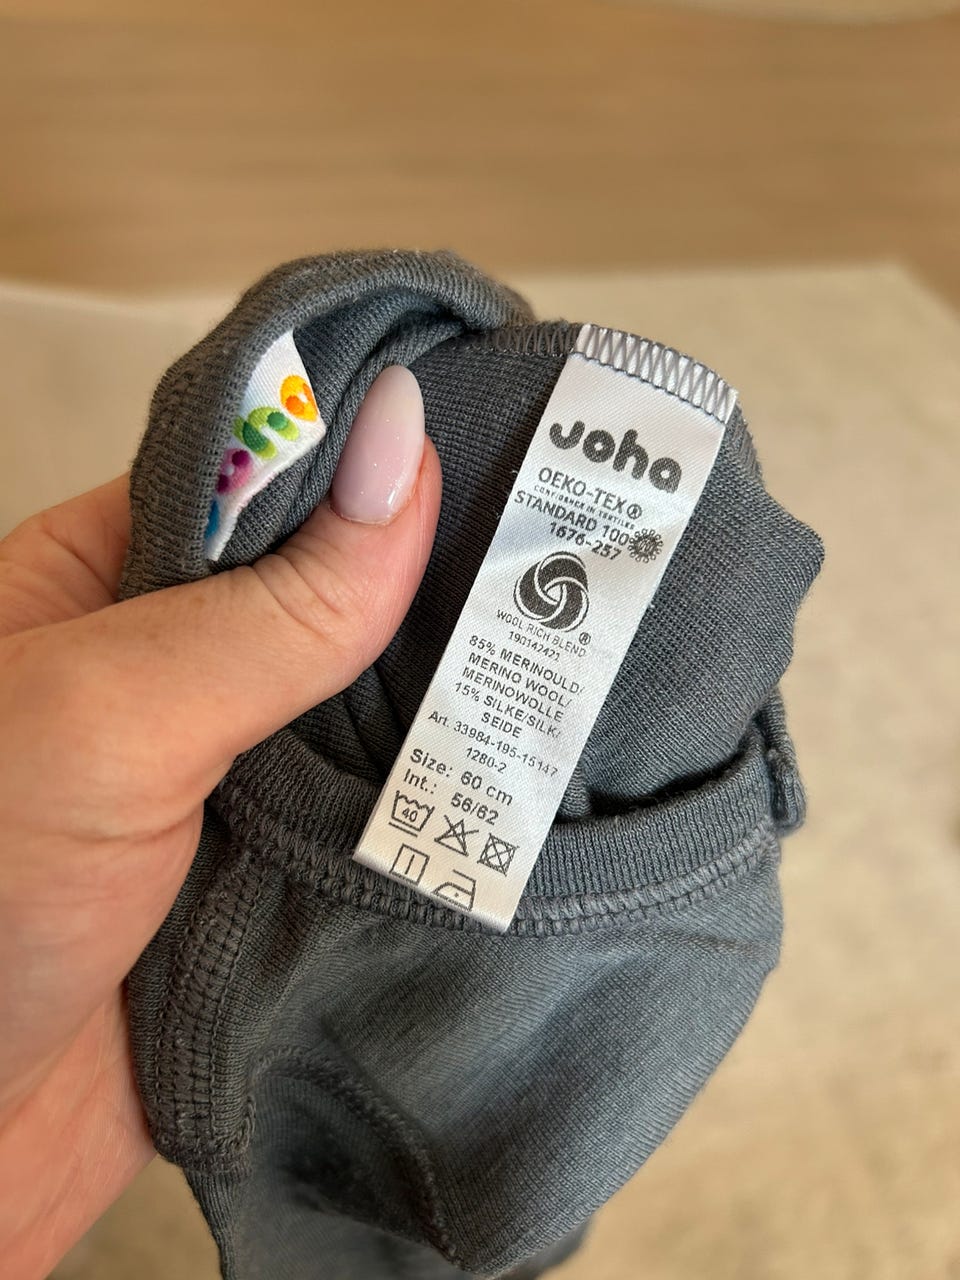 joha
joha
OEKO-TEX®
CONFIDENCE IN TEXTILES
STANDARD 100
1676-257
WOOL RICH BLEND ®
190142421
85% MERINOULD/
MERINO WOOL/
MERINOWOLLE
15% SILKE/SILK/
SEIDE
Art. 33984-195-15147
1280-2
Size: 60 cm
Int.: 56/62
40